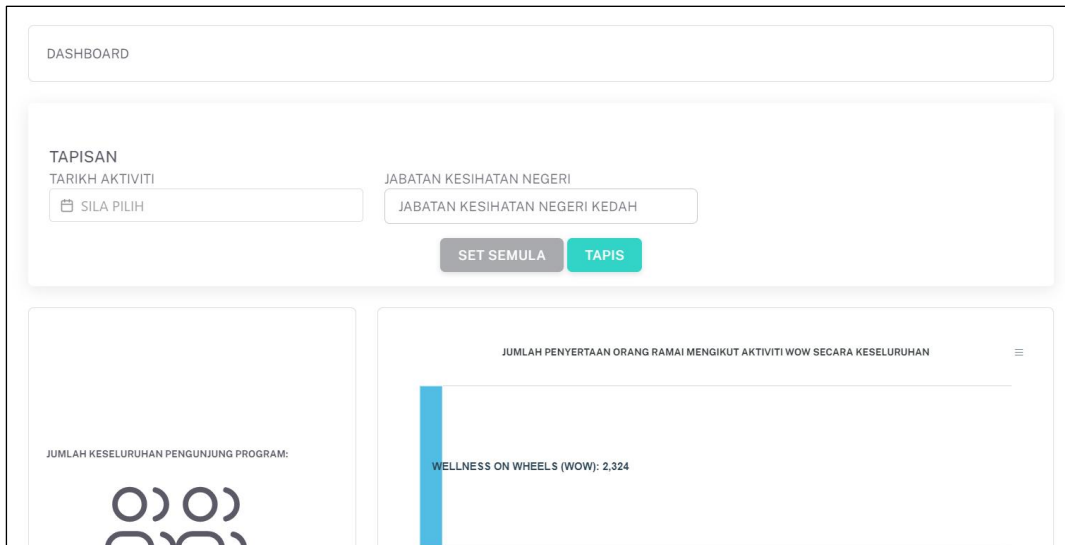 DASHBOARD
TAPISAN
TARIKH AKTIVITI
SILA PILIH
JABATAN KESIHATAN NEGERI
JABATAN KESIHATAN NEGERI KEDAH
SET SEMULA
TAPIS
JUMLAH KESELURUHAN PENGUNJUNG PROGRAM:
JUMLAH PENYERTAAN ORANG RAMAI MENGIKUT AKTIVITI WOW SECARA KESELURUHAN
WELLNESS ON WHEELS (WOW): 2,324